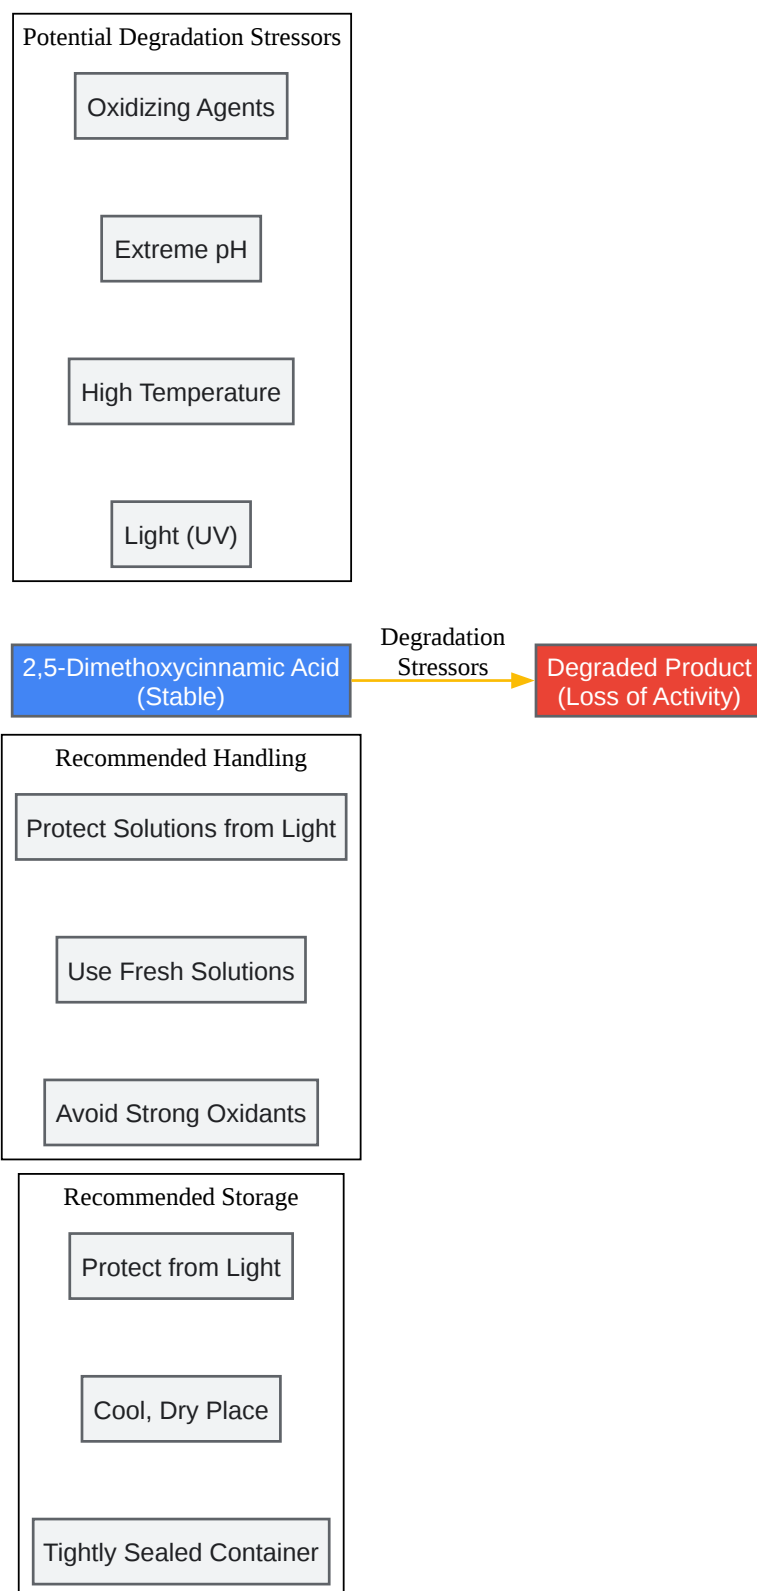 Potential Degradation Stressors
Oxidizing Agents
Extreme pH
High Temperature
Light (UV)
2,5-Dimethoxycinnamic Acid
(Stable)
Degradation
Stressors
Degraded Product
(Loss of Activity)
Recommended Handling
Protect Solutions from Light
Use Fresh Solutions
Avoid Strong Oxidants
Recommended Storage
Protect from Light
Cool, Dry Place
Tightly Sealed Container